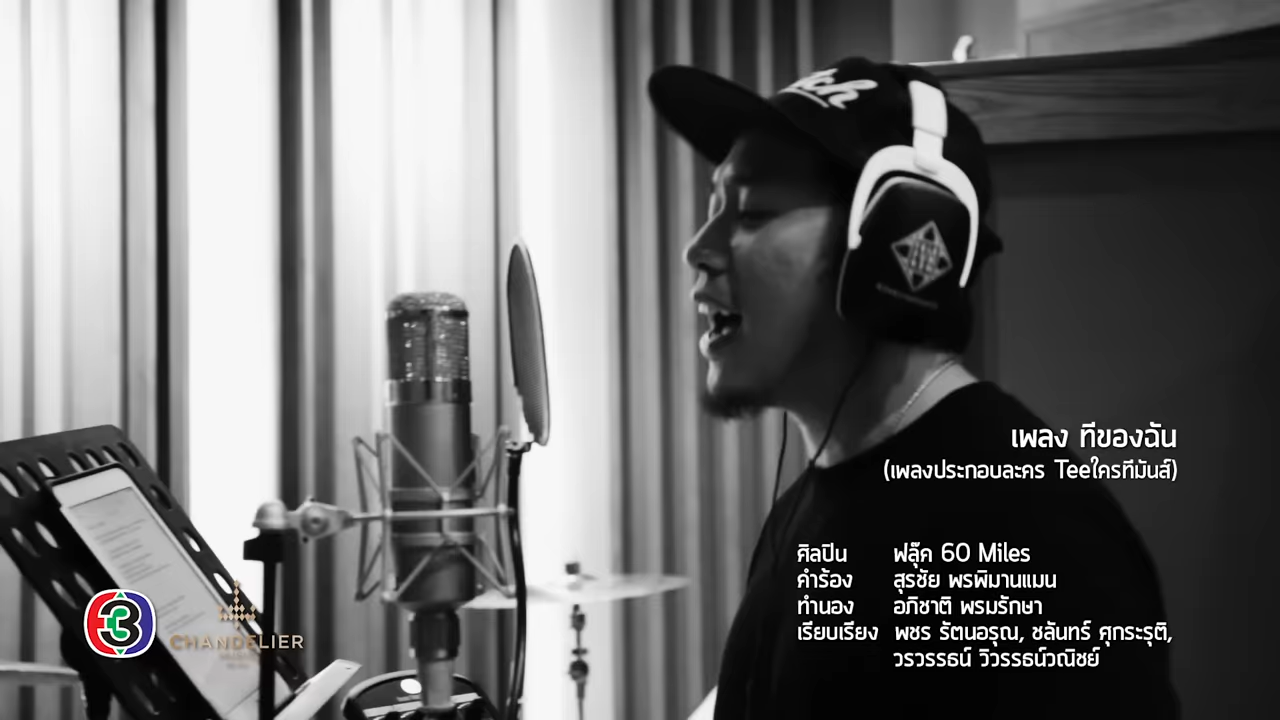 เพลง ทีของฉัน
(เพลงประกอบละคร Teeใครทีมันส์)
ศิลปิน ฟลุ๊ค 60 Miles
คำร้อง สุรชัย พรพิมานแมน
ทำนอง อภิชาติ พรมรักษา
เรียบเรียง พชร รัตนอรุณ, ชลันทร์ ศุกระรุติ,
วรวรรธน์ วิวรรธน์วณิชย์
3
CHANDELIER